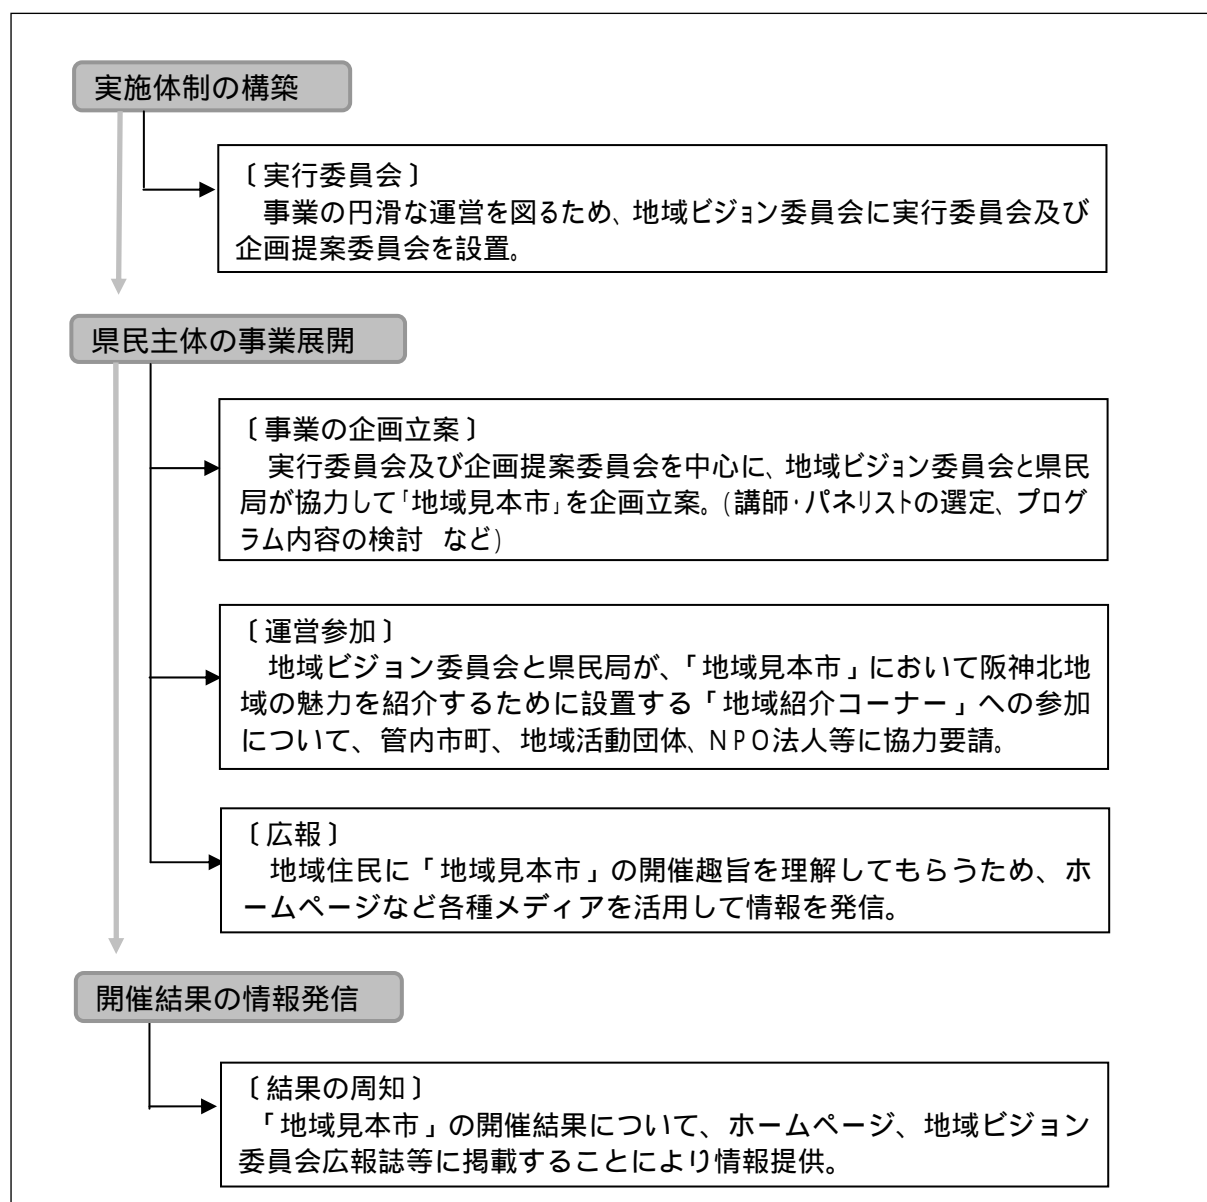 実施体制の構築
〔実行委員会〕
事業の円滑な運営を図るため、地域ビジョン委員会に実行委員会及び
企画提案委員会を設置。
県民主体の事業展開
〔事業の企画立案〕
実行委員会及び企画提案委員会を中心に、地域ビジョン委員会と県民
局が協力して「地域見本市」を企画立案。(講師・パネリストの選定、プログ
ラム内容の検討 など)
〔運営参加〕
地域ビジョン委員会と県民局が、「地域見本市」において阪神北地
域の魅力を紹介するために設置する「地域紹介コーナー」への参加
について、管内市町、地域活動団体、NPO法人等に協力要請。
〔広報〕
地域住民に「地域見本市」の開催趣旨を理解してもらうため、ホ
ームページなど各種メディアを活用して情報を発信。
開催結果の情報発信
〔結果の周知〕
「地域見本市」の開催結果について、ホームページ、地域ビジョン
委員会広報誌等に掲載することにより情報提供。